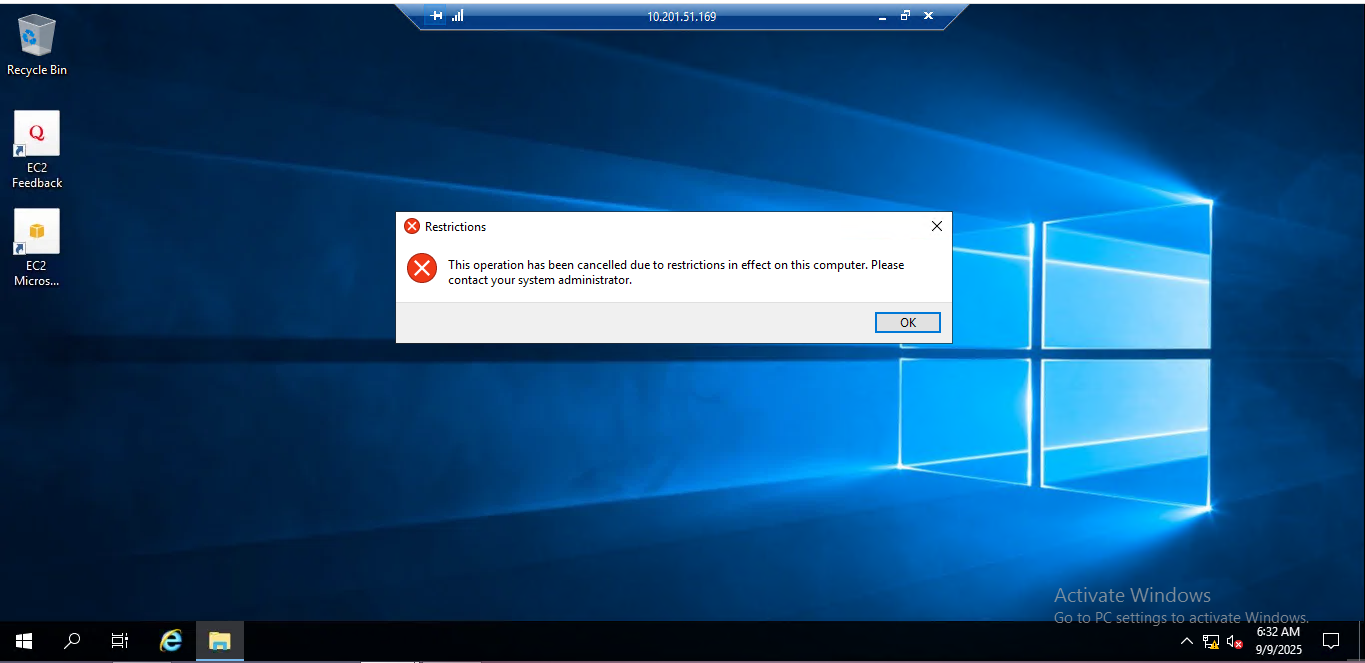 10.201.51.169
Recycle Bin
Q
EC2
Feedback
EC2
Micros...
Restrictions
This operation has been cancelled due to restrictions in effect on this computer. Please
contact your system administrator.
OK
Activate Windows
Go to PC settings to activate Windows.
6:32 AM
9/9/2025